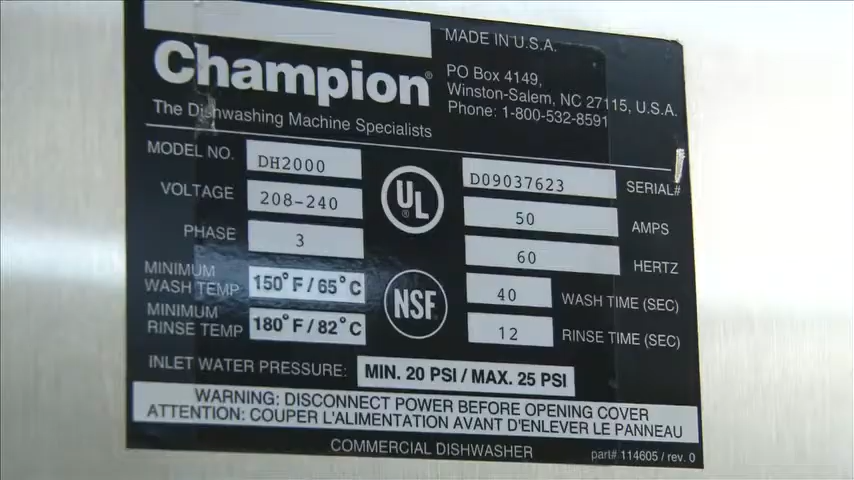 MADE IN U.S.A.
Champion®
PO Box 4149,
Winston-Salem, NC 27115, U.S.A.
Phone: 1-800-532-8591
The Dishwashing Machine Specialists
MODEL NO. DH2000
D09037623 SERIAL#
VOLTAGE 208-240
50 AMPS
PHASE 3
60 HERTZ
UL®
MINIMUM
WASH TEMP 150°F/65°C
40 WASH TIME (SEC)
MINIMUM
RINSE TEMP 180°F/82°C
12 RINSE TIME (SEC)
NSF
INLET WATER PRESSURE: MIN. 20 PSI / MAX. 25 PSI
WARNING: DISCONNECT POWER BEFORE OPENING COVER
ATTENTION: COUPER L'ALIMENTATION AVANT D'ENLEVER LE PANNEAU
COMMERCIAL DISHWASHER
part# 114605 / rev. 0